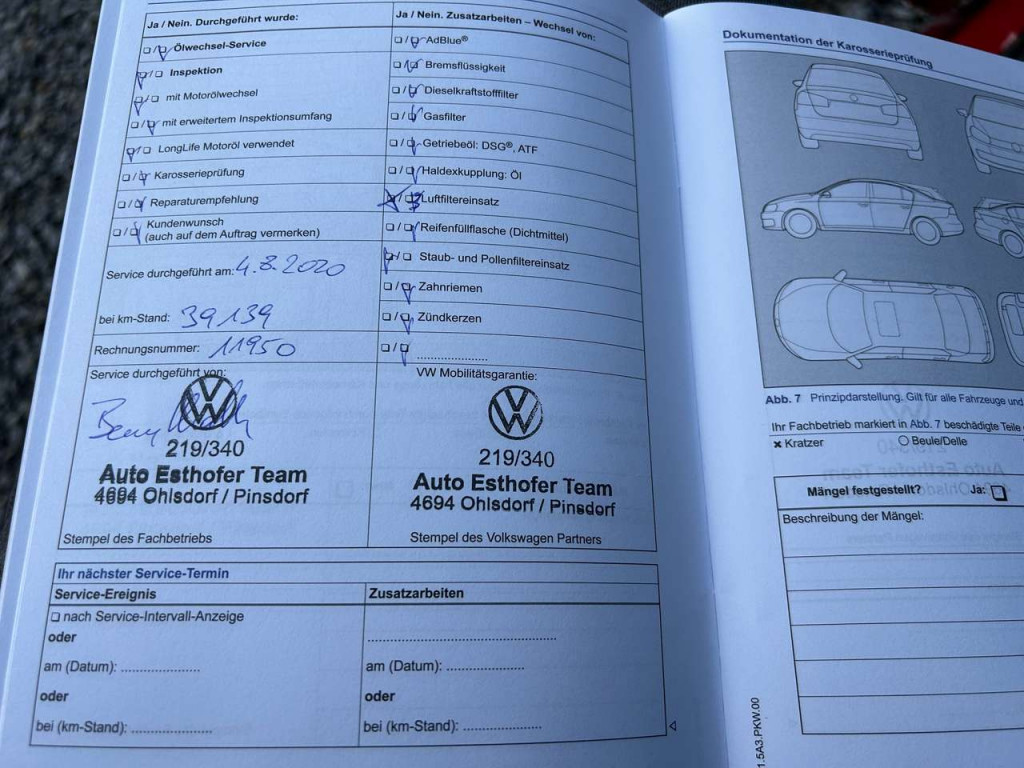 Ja / Nein. Durchgeführt wurde:
❏ / ❏ Ölwechsel-Service
❏ / ❏ Inspektion
❏ / ❏ mit Motorölwechsel
❏ / ❏ mit erweitertem Inspektionsumfang
❏ / ❏ LongLife Motoröl verwendet
❏ / ❏ Karosserieprüfung
❏ / ❏ Reparaturempfehlung
❏ / ❏ Kundenwunsch
(auch auf dem Auftrag vermerken)
Service durchgeführt am: 4.8.2020
bei km-Stand: 39139
Rechnungsnummer: 11950
Ja / Nein. Zusatzarbeiten – Wechsel von:
❏ / ❏ AdBlue®
❏ / ❏ Bremsflüssigkeit
❏ / ❏ Dieselkraftstofffilter
❏ / ❏ Gasfilter
❏ / ❏ Getriebeöl: DSG®, ATF
❏ / ❏ Haldexkupplung: Öl
❏ / ❏ Luftfiltereinsatz
❏ / ❏ Reifenfüllflasche (Dichtmittel)
❏ / ❏ Staub- und Pollenfiltereinsatz
❏ / ❏ Zahnriemen
❏ / ❏ Zündkerzen
❏ / ❏ ......................
Service durchgeführt von:
219/340
Auto Esthofer Team
4694 Ohlsdorf / Pinsdorf
Stempel des Fachbetriebs
VW Mobilitätsgarantie:
219/340
Auto Esthofer Team
4694 Ohlsdorf / Pinsdorf
Stempel des Volkswagen Partners
Ihr nächster Service-Termin
Service-Ereignis
❏ nach Service-Intervall-Anzeige
oder
am (Datum): ......................
oder
bei (km-Stand): ......................
Zusatzarbeiten
......................
am (Datum): ......................
oder
bei (km-Stand): ......................
Dokumentation der Karosserieprüfung
Abb. 7 Prinzipdarstellung. Gilt für alle Fahrzeuge und
Ihr Fachbetrieb markiert in Abb. 7 beschädigte Teile
× Kratzer
○ Beule/Delle
Mängel festgestellt? Ja: ❏
Beschreibung der Mängel:
1.5A3.PKW.00